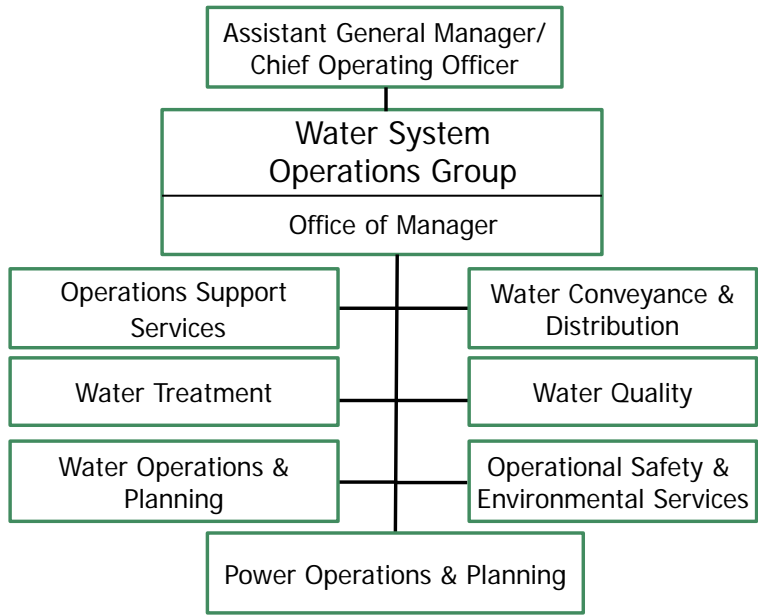 Assistant General Manager/
Chief Operating Officer
Water System
Operations Group
Office of Manager
Operations Support
Services
Water Conveyance &
Distribution
Water Treatment
Water Quality
Water Operations &
Planning
Operational Safety &
Environmental Services
Power Operations & Planning